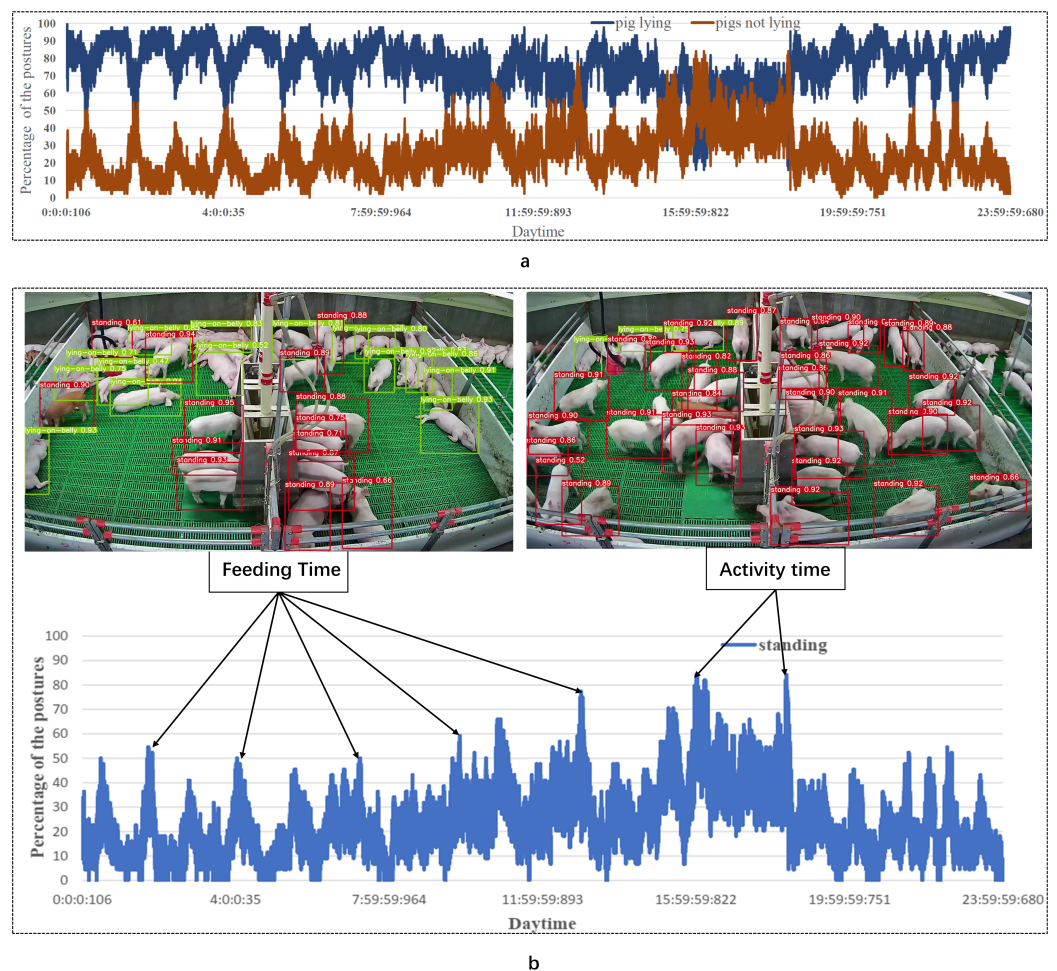 pig lying
pigs not lying
Percentage of the postures
100
90
80
70
60
50
40
30
20
10
0
0:0:0:106
4:0:0:35
7:59:59:964
11:59:59:893
15:59:59:822
19:59:59:751
23:59:59:680
Daytime
a
standing 0.88
standing 0.61
standing 0.94
standing 0.89
standing 0.90
standing 0.95
standing 0.88
standing 0.75
standing 0.71
standing 0.91
standing 0.93
standing 0.89
standing 0.66
lying-on-belly 0.80
lying-on-belly 0.91
lying-on-belly 0.93
lying-on-belly 0.75
lying-on-belly 0.93
standing 0.87
standing 0.92
standing 0.90
standing 0.88
standing 0.93
standing 0.92
standing 0.82
standing 0.86
standing 0.88
standing 0.91
standing 0.92
standing 0.84
standing 0.90
standing 0.91
standing 0.92
standing 0.90
standing 0.91
standing 0.93
standing 0.90
standing 0.86
standing 0.93
standing 0.52
standing 0.92
standing 0.89
standing 0.92
standing 0.92
standing 0.66
Feeding Time
Activity time
standing
Percentage of the postures
100
90
80
70
60
50
40
30
20
10
0
0:0:0:106
4:0:0:35
7:59:59:964
11:59:59:893
15:59:59:822
19:59:59:751
23:59:59:680
Daytime
b